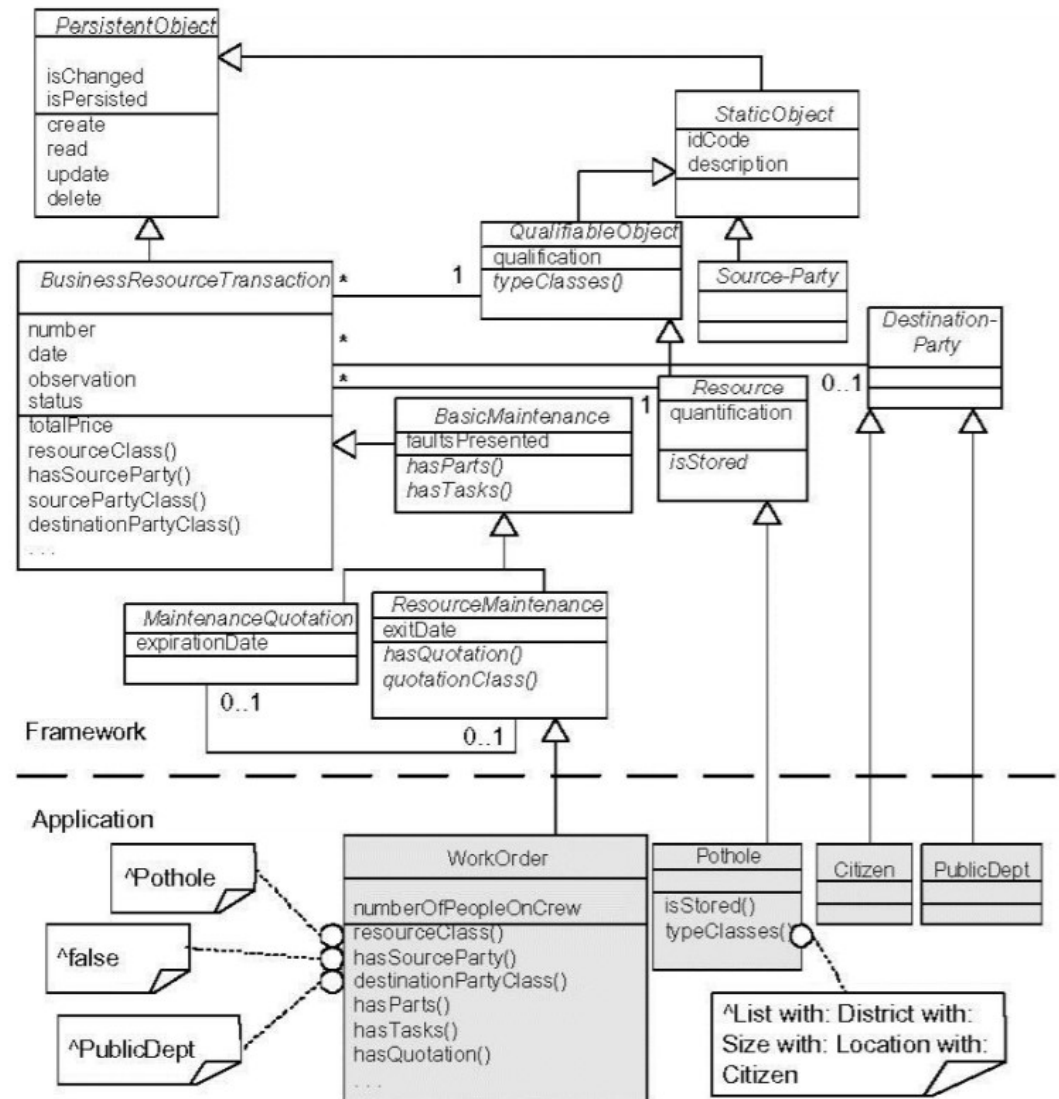 PersistentObject
isChanged
isPersisted
create
read
update
delete
StaticObject
idCode
description
QualifiableObject
qualification
typeClasses()
Source-Party
Destination-
Party
BusinessResourceTransaction
number
date
observation
status
totalPrice
resourceClass()
hasSourceParty()
sourcePartyClass()
destinationPartyClass()
. . .
*
1
*
0..1
*
1
Resource
quantification
isStored
BasicMaintenance
faultsPresented
hasParts()
hasTasks()
MaintenanceQuotation
expirationDate
ResourceMaintenance
exitDate
hasQuotation()
quotationClass()
0..1
0..1
Framework
Application
^Pothole
^false
^PublicDept
WorkOrder
numberOfPeopleOnCrew
resourceClass()
hasSourceParty()
destinationPartyClass()
hasParts()
hasTasks()
hasQuotation()
. . .
Pothole
isStored()
typeClasses()
Citizen
PublicDept
^List with: District with:
Size with: Location with:
Citizen